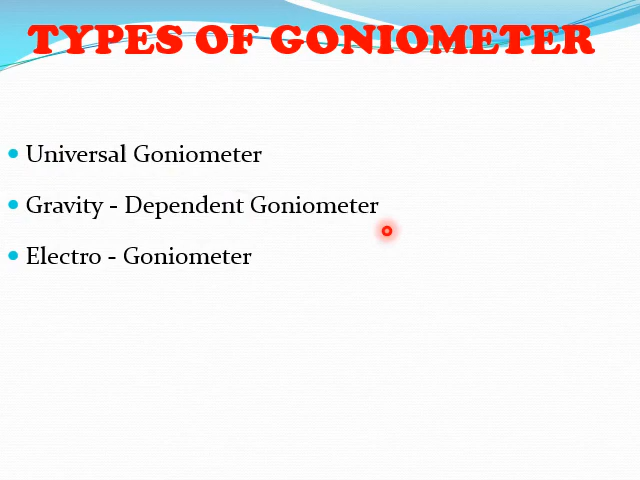 TYPES OF GONIOMETER
Universal Goniometer
Gravity - Dependent Goniometer
Electro - Goniometer